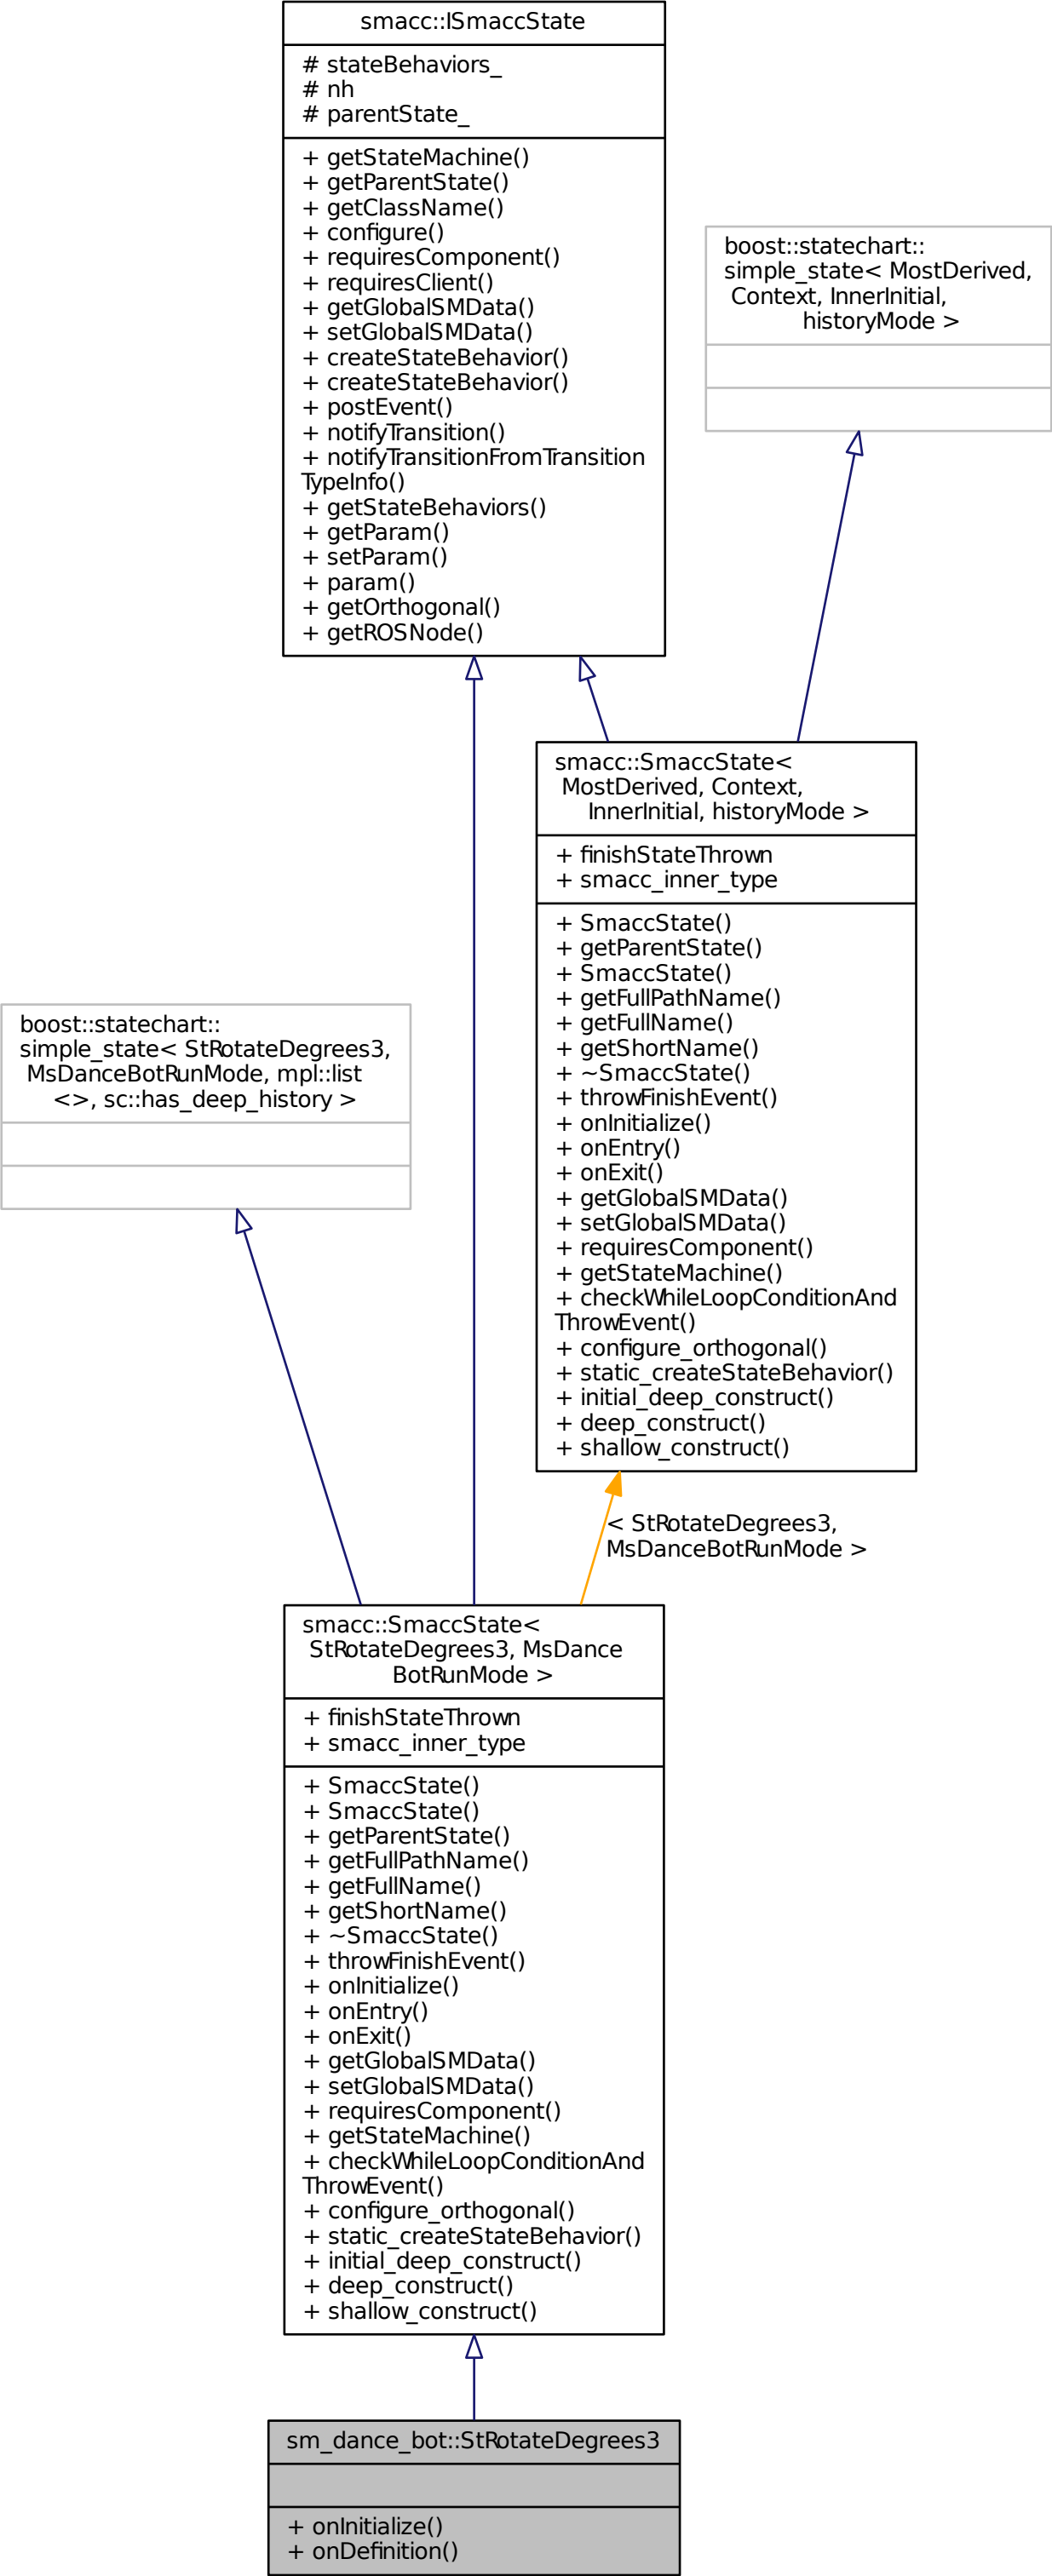 smacc::ISmaccState
# stateBehaviors_
# nh
# parentState_
+ getStateMachine()
+ getParentState()
+ getClassName()
+ configure()
+ requiresComponent()
+ requiresClient()
+ getGlobalSMData()
+ setGlobalSMData()
+ createStateBehavior()
+ createStateBehavior()
+ postEvent()
+ notifyTransition()
+ notifyTransitionFromTransition
TypeInfo()
+ getStateBehaviors()
+ getParam()
+ setParam()
+ param()
+ getOrthogonal()
+ getROSNode()
boost::statechart::
simple_state< MostDerived,
Context, InnerInitial,
historyMode >
smacc::SmaccState<
MostDerived, Context,
InnerInitial, historyMode >
+ finishStateThrown
+ smacc_inner_type
+ SmaccState()
+ getParentState()
+ SmaccState()
+ getFullPathName()
+ getFullName()
+ getShortName()
+ ~SmaccState()
+ throwFinishEvent()
+ onInitialize()
+ onEntry()
+ onExit()
+ getGlobalSMData()
+ setGlobalSMData()
+ requiresComponent()
+ getStateMachine()
+ checkWhileLoopConditionAnd
ThrowEvent()
+ configure_orthogonal()
+ static_createStateBehavior()
+ initial_deep_construct()
+ deep_construct()
+ shallow_construct()
boost::statechart::
simple_state< StRotateDegrees3,
MsDanceBotRunMode, mpl::list
<>, sc::has_deep_history >
< StRotateDegrees3,
MsDanceBotRunMode >
smacc::SmaccState<
StRotateDegrees3, MsDance
BotRunMode >
+ finishStateThrown
+ smacc_inner_type
+ SmaccState()
+ SmaccState()
+ getParentState()
+ getFullPathName()
+ getFullName()
+ getShortName()
+ ~SmaccState()
+ throwFinishEvent()
+ onInitialize()
+ onEntry()
+ onExit()
+ getGlobalSMData()
+ setGlobalSMData()
+ requiresComponent()
+ getStateMachine()
+ checkWhileLoopConditionAnd
ThrowEvent()
+ configure_orthogonal()
+ static_createStateBehavior()
+ initial_deep_construct()
+ deep_construct()
+ shallow_construct()
sm_dance_bot::StRotateDegrees3
+ onInitialize()
+ onDefinition()